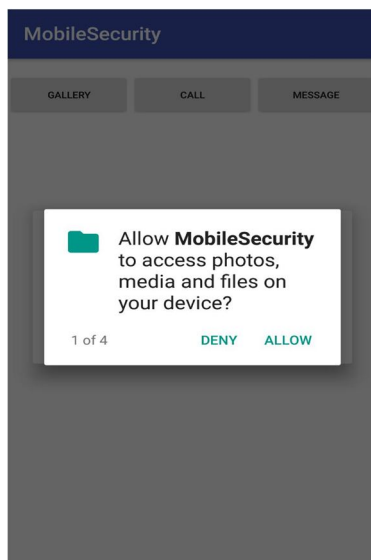 MobileSecurity
GALLERY CALL MESSAGE
Allow MobileSecurity
to access photos,
media and files on
your device?
1 of 4 DENY ALLOW